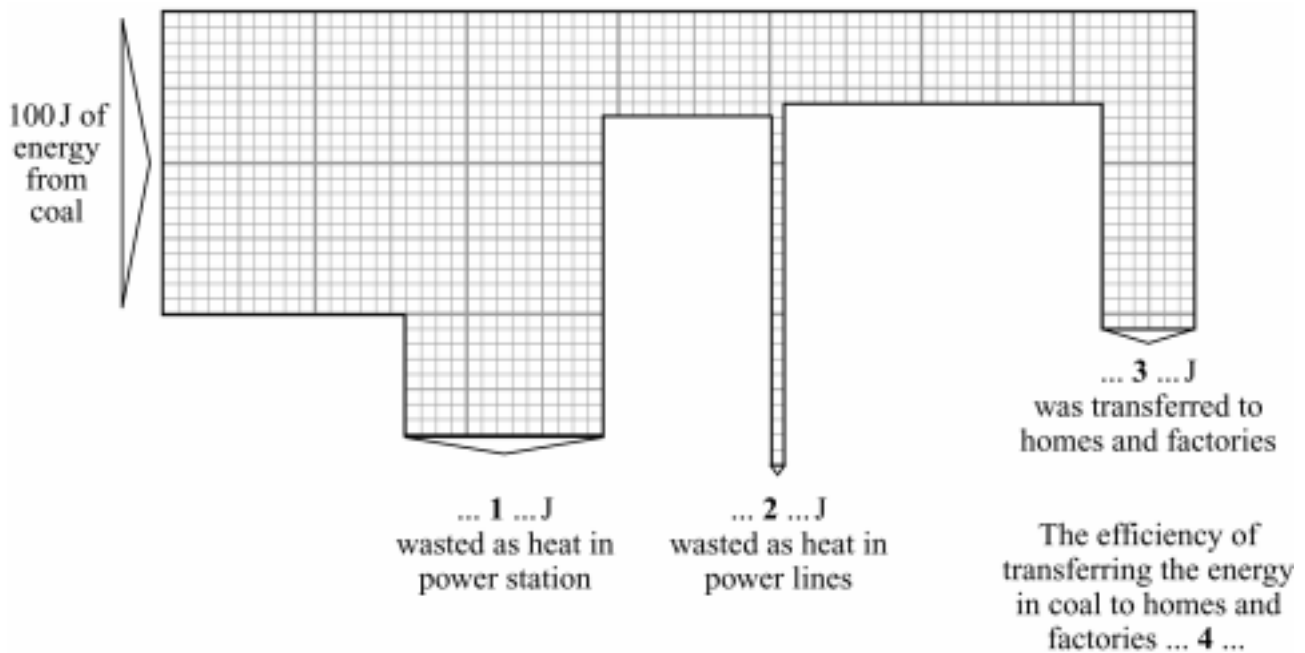 100 J of
energy
from
coal
... 3 ... J
was transferred to
homes and factories
... 1 ... J
wasted as heat in
power station
... 2 ... J
wasted as heat in
power lines
The efficiency of
transferring the energy
in coal to homes and
factories ... 4 ...